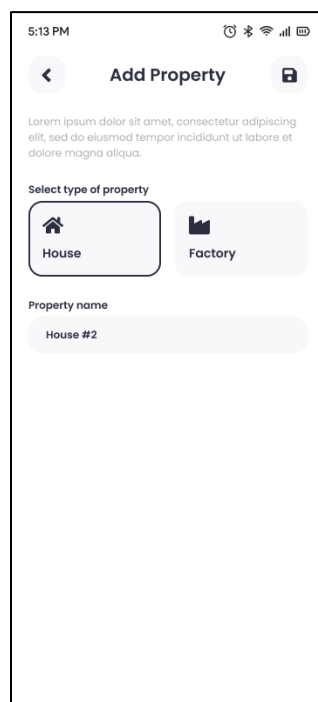 5:13 PM
Add Property
Lorem ipsum dolor sit amet, consectetur adipiscing
elit, sed do eiusmod tempor incididunt ut labore et
dolore magna aliqua.
Select type of property
House
Factory
Property name
House #2